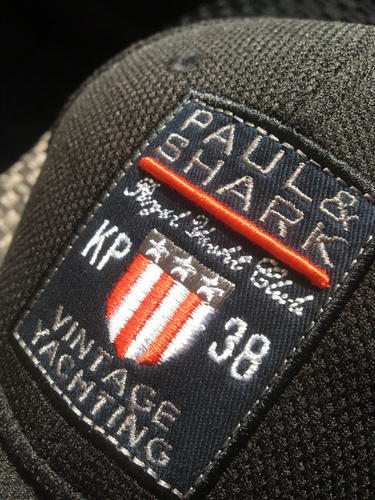 PAUL&
SHARK
Royal Yacht Club
KP
38
VINTAGE
YACHTING